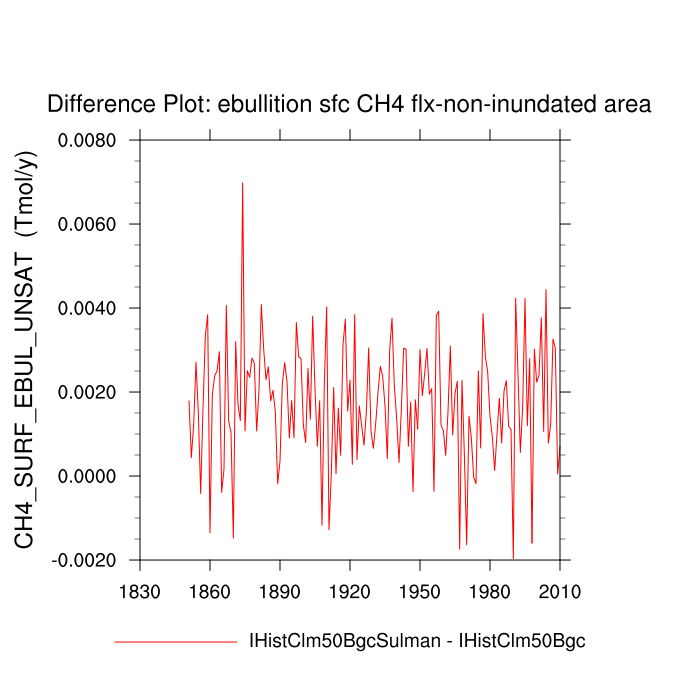 Difference Plot: ebullition sfc CH4 flx-non-inundated area
CH4_SURF_EBUL_UNSAT (Tmol/y)
0.0080
0.0060
0.0040
0.0020
0.0000
-0.0020
1830 1860 1890 1920 1950 1980 2010
IHistClm50BgcSulman - IHistClm50Bgc